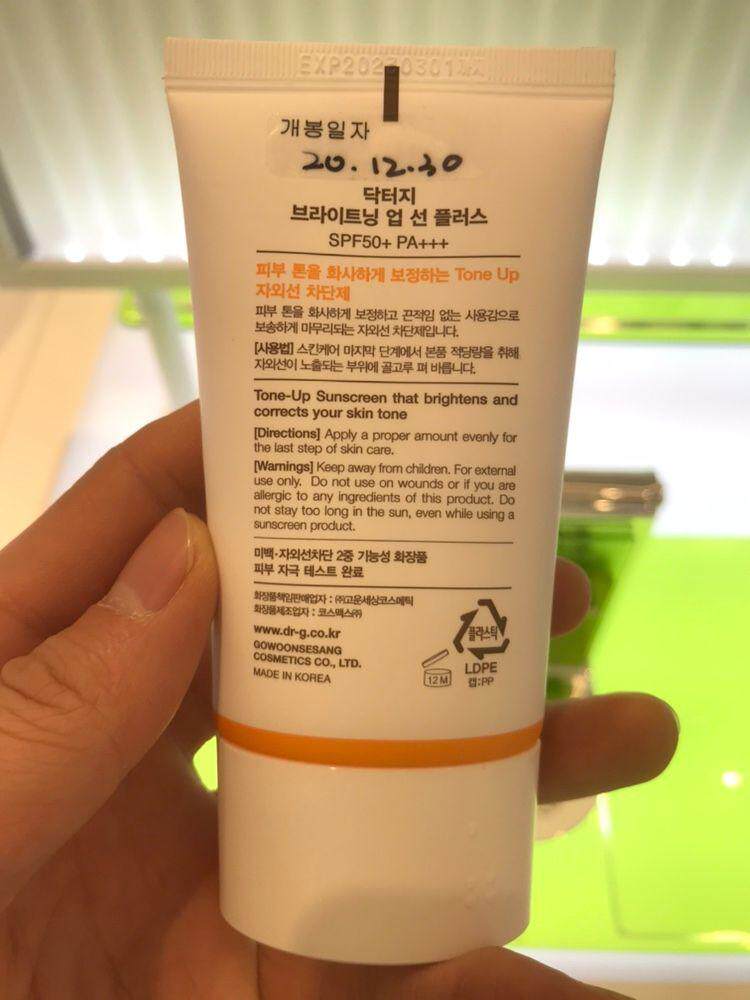 개봉일자
20.12.30
닥터지
브라이트닝 업 선 플러스
SPF50+ PA+++
피부 톤을 화사하게 보정하는 Tone Up
자외선 차단제
피부 톤을 화사하게 보정하고 끈적임 없는 사용감으로
보송하게 마무리되는 자외선 차단제입니다.
[사용법] 스킨케어 마지막 단계에서 본품 적당량을 취해
자외선이 노출되는 부위에 골고루 펴 바릅니다.
Tone-Up Sunscreen that brightens and
corrects your skin tone
[Directions] Apply a proper amount evenly for
the last step of skin care.
[Warnings] Keep away from children. For external
use only. Do not use on wounds or if you are
allergic to any ingredients of this product. Do
not stay too long in the sun, even while using a
sunscreen product.
미백·자외선차단 2중 기능성 화장품
피부 자극 테스트 완료
화장품책임판매업자 : ㈜고운세상코스메틱
화장품제조업자 : 코스맥스㈜
www.dr-g.co.kr
GOWOONSESANG
COSMETICS CO., LTD.
MADE IN KOREA
플라스틱
LDPE
캡:PP
12M